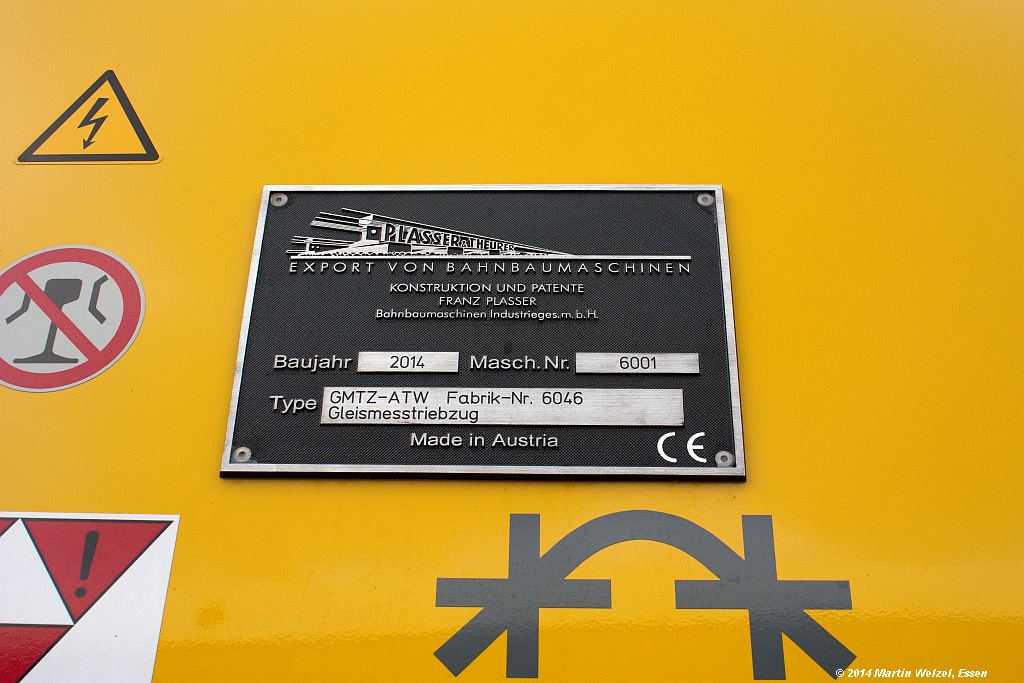 PLASSER & THEURER
EXPORT VON BAHNBAUMASCHINEN
KONSTRUKTION UND PATENTE
FRANZ PLASSER
Bahnbaumaschinen Industrieges.m.b.H.
Baujahr 2014 Masch.Nr. 6001
Type GMTZ-ATW Fabrik-Nr. 6046
Gleismesstriebzug
Made in Austria
CE
!
© 2014 Martin Welzel, Essen